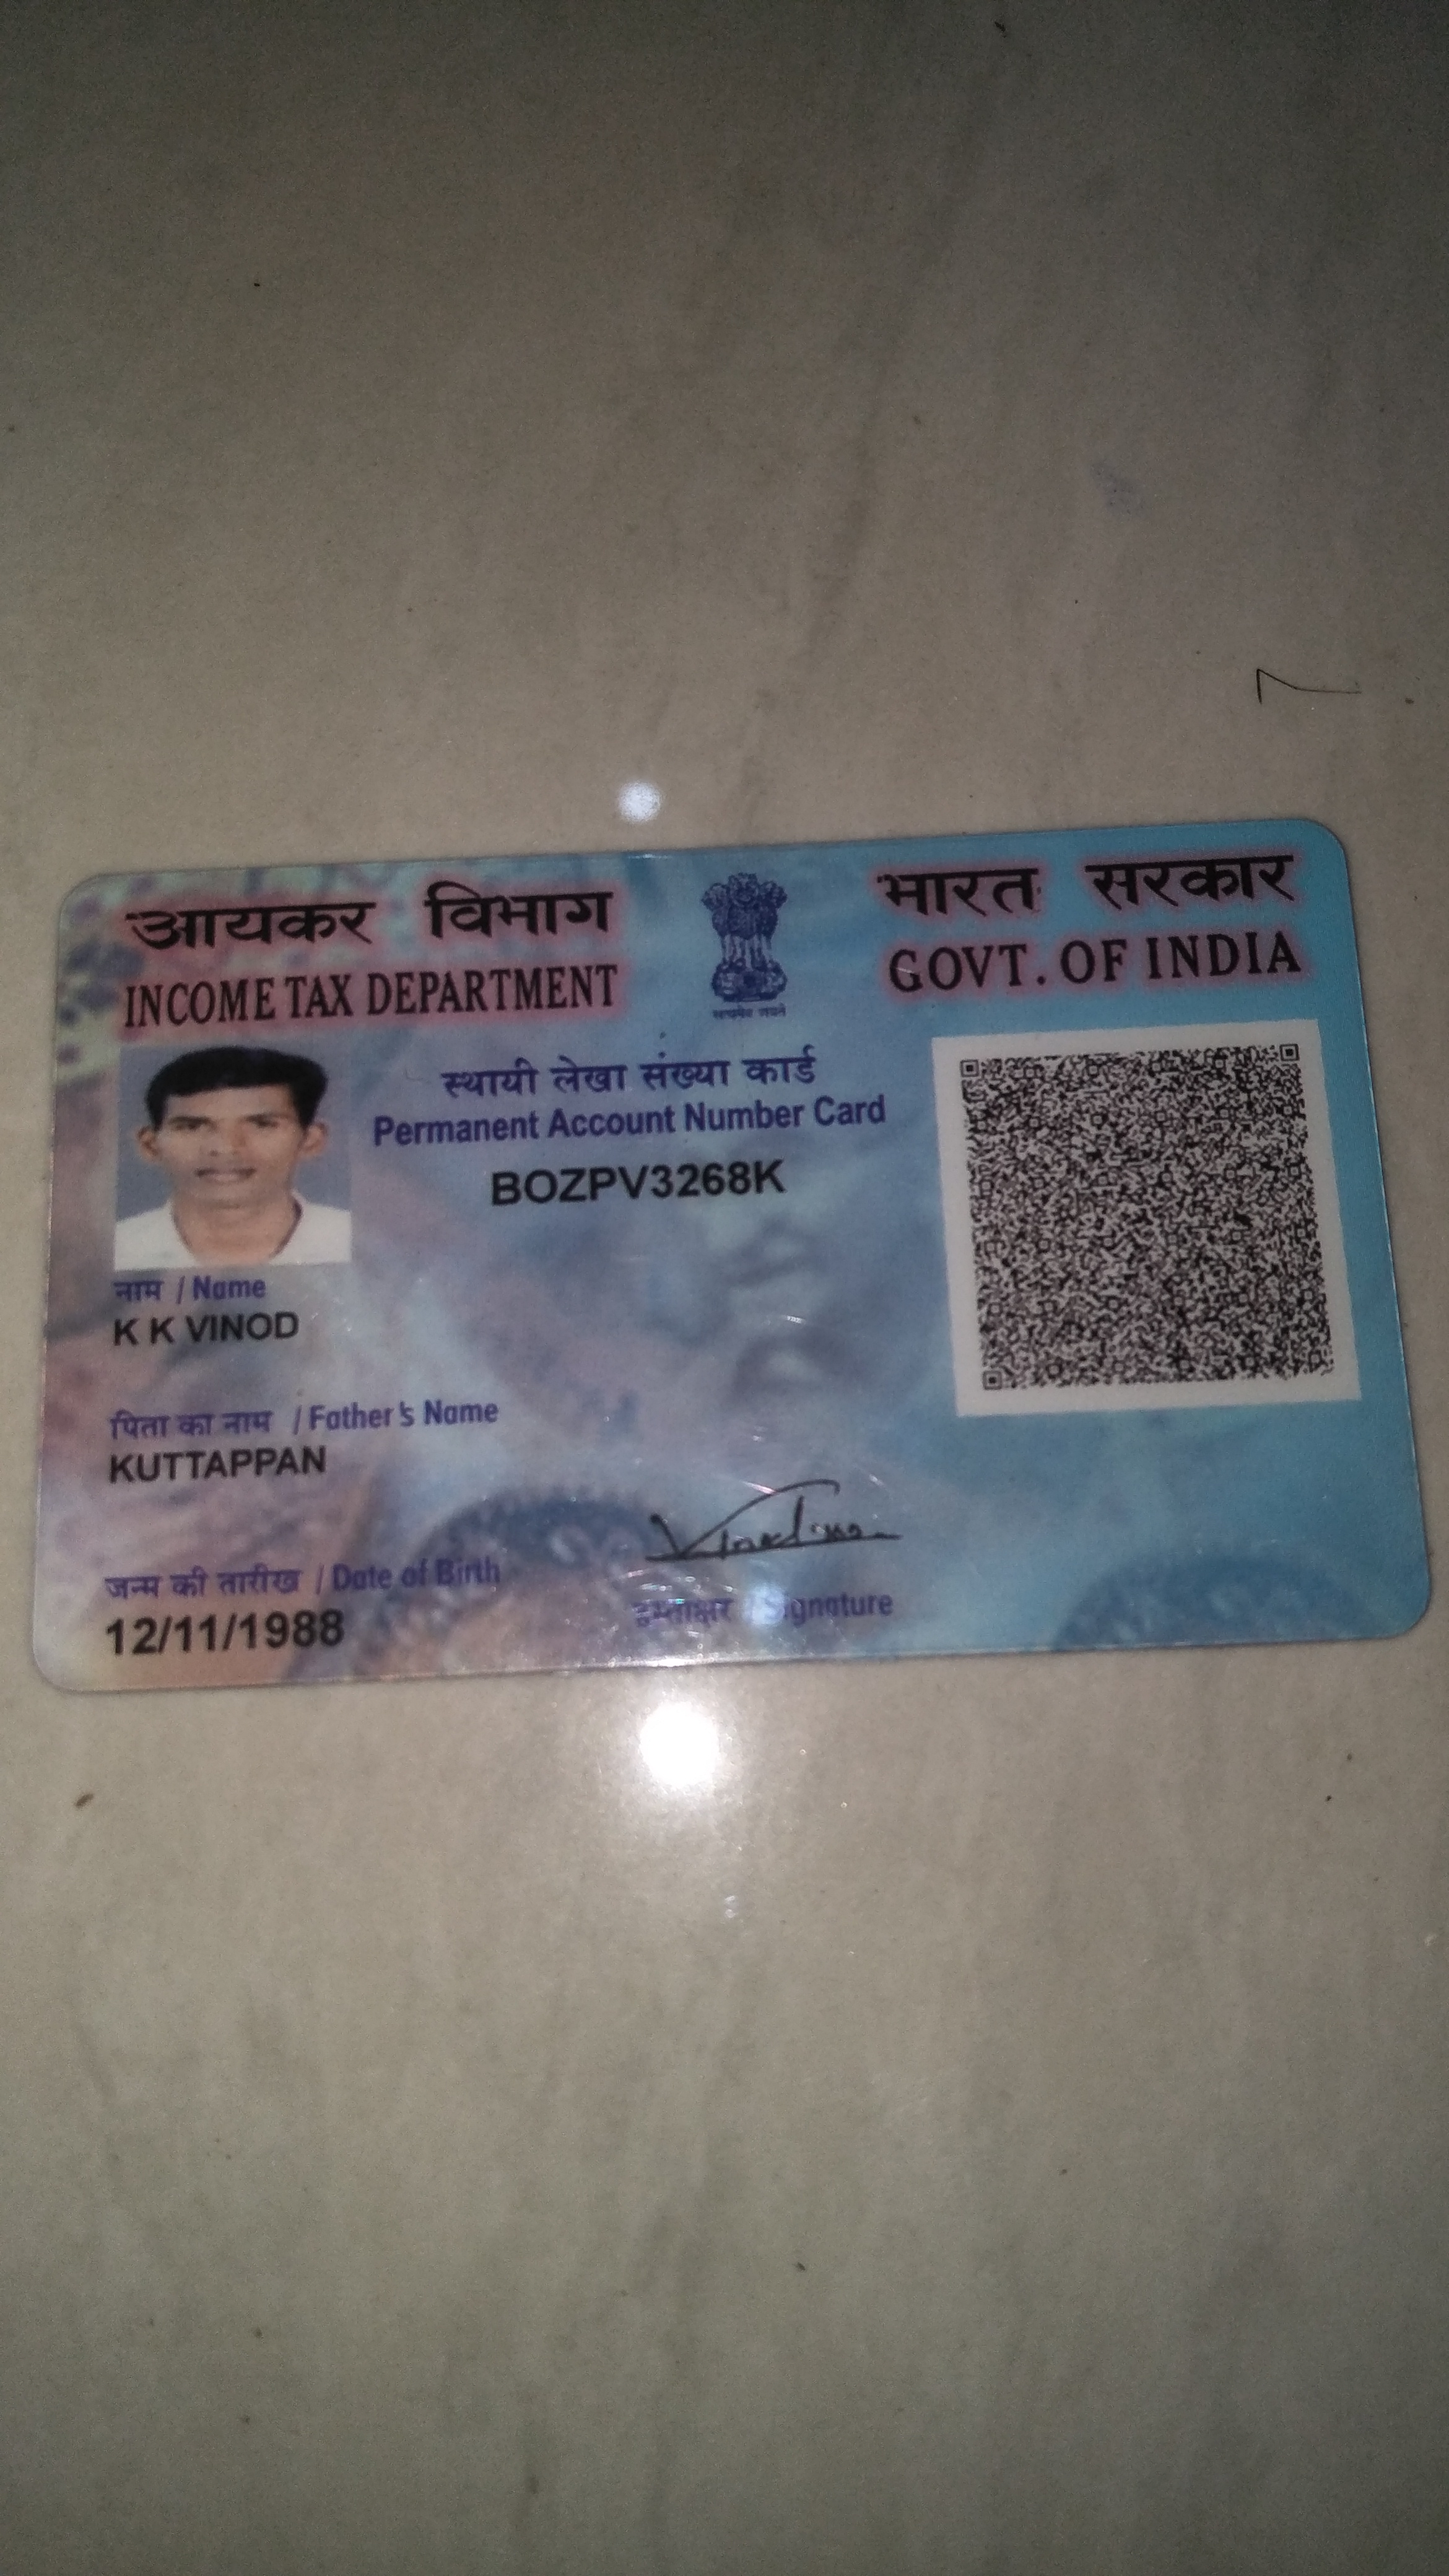 आयकर विभाग
INCOME TAX DEPARTMENT
भारत सरकार
GOVT. OF INDIA
सत्यमेव जयते
स्थायी लेखा संख्या कार्ड
Permanent Account Number Card
BOZPV3268K
नाम / Name
K K VINOD
पिता का नाम / Father's Name
KUTTAPPAN
जन्म की तारीख / Date of Birth
12/11/1988
हस्ताक्षर / Signature